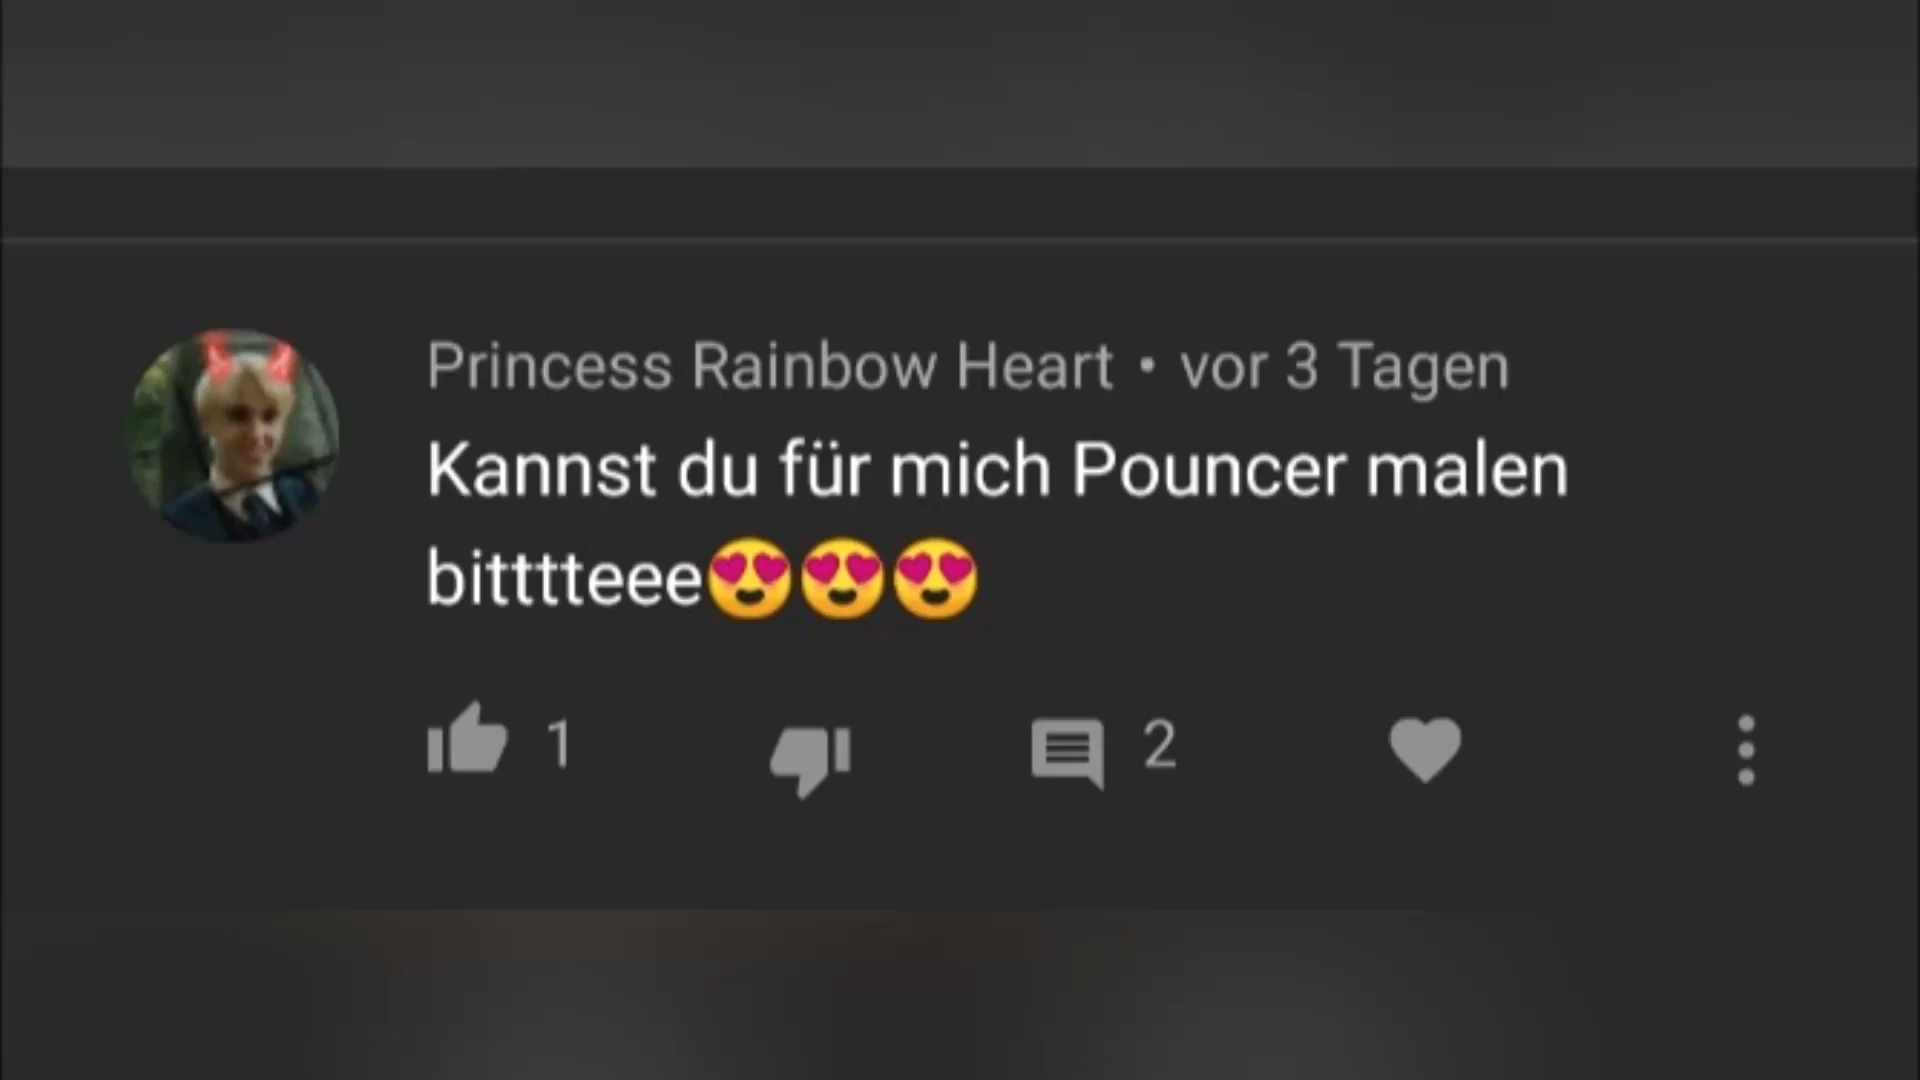 Princess Rainbow Heart • vor 3 Tagen
Kannst du für mich Pouncer malen
bitttteee😍😍😍
1 2